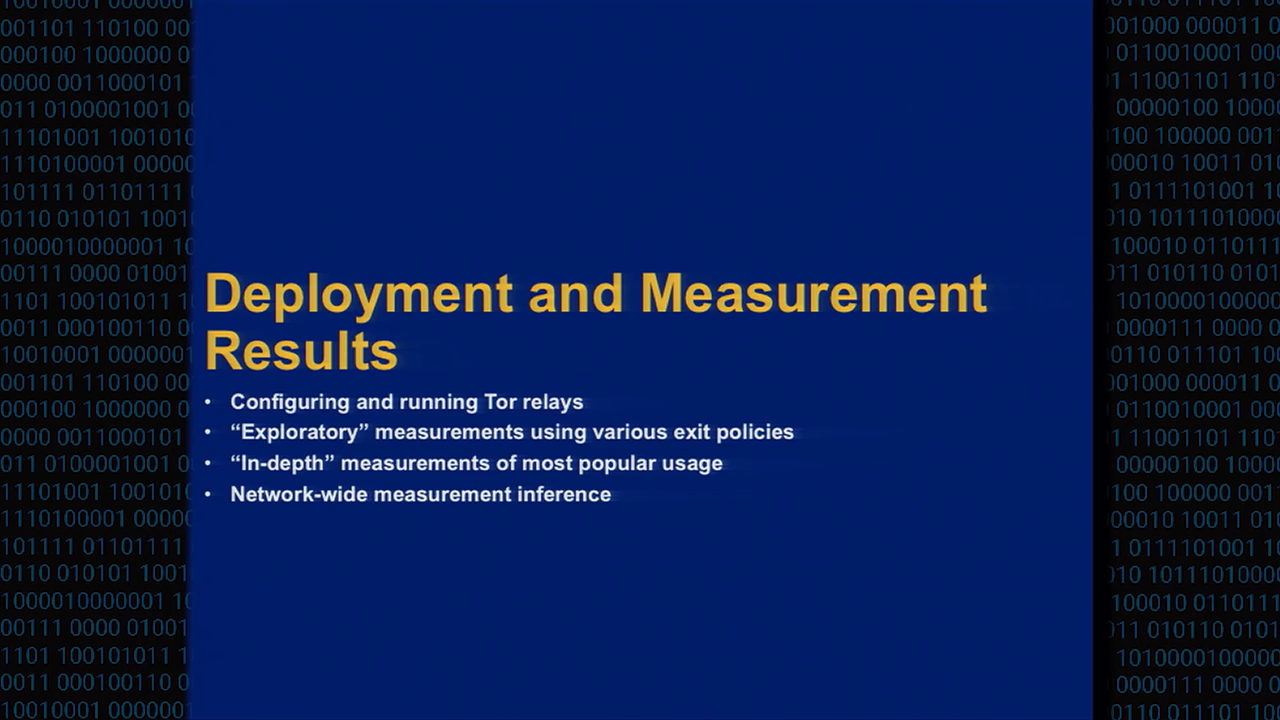 Deployment and Measurement
Results
• Configuring and running Tor relays
• “Exploratory” measurements using various exit policies
• “In-depth” measurements of most popular usage
• Network-wide measurement inference